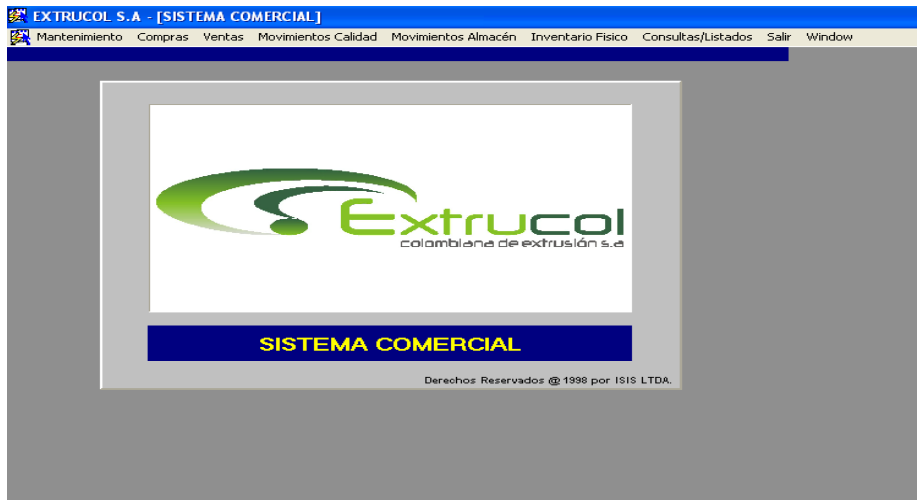 EXTRUCOL S.A - [SISTEMA COMERCIAL]
Mantenimiento Compras Ventas Movimientos Calidad Movimientos Almacén Inventario Fisico Consultas/Listados Salir Window
Extrucol
colombiana de extrusión s.a
SISTEMA COMERCIAL
Derechos Reservados @ 1998 por ISIS LTDA.